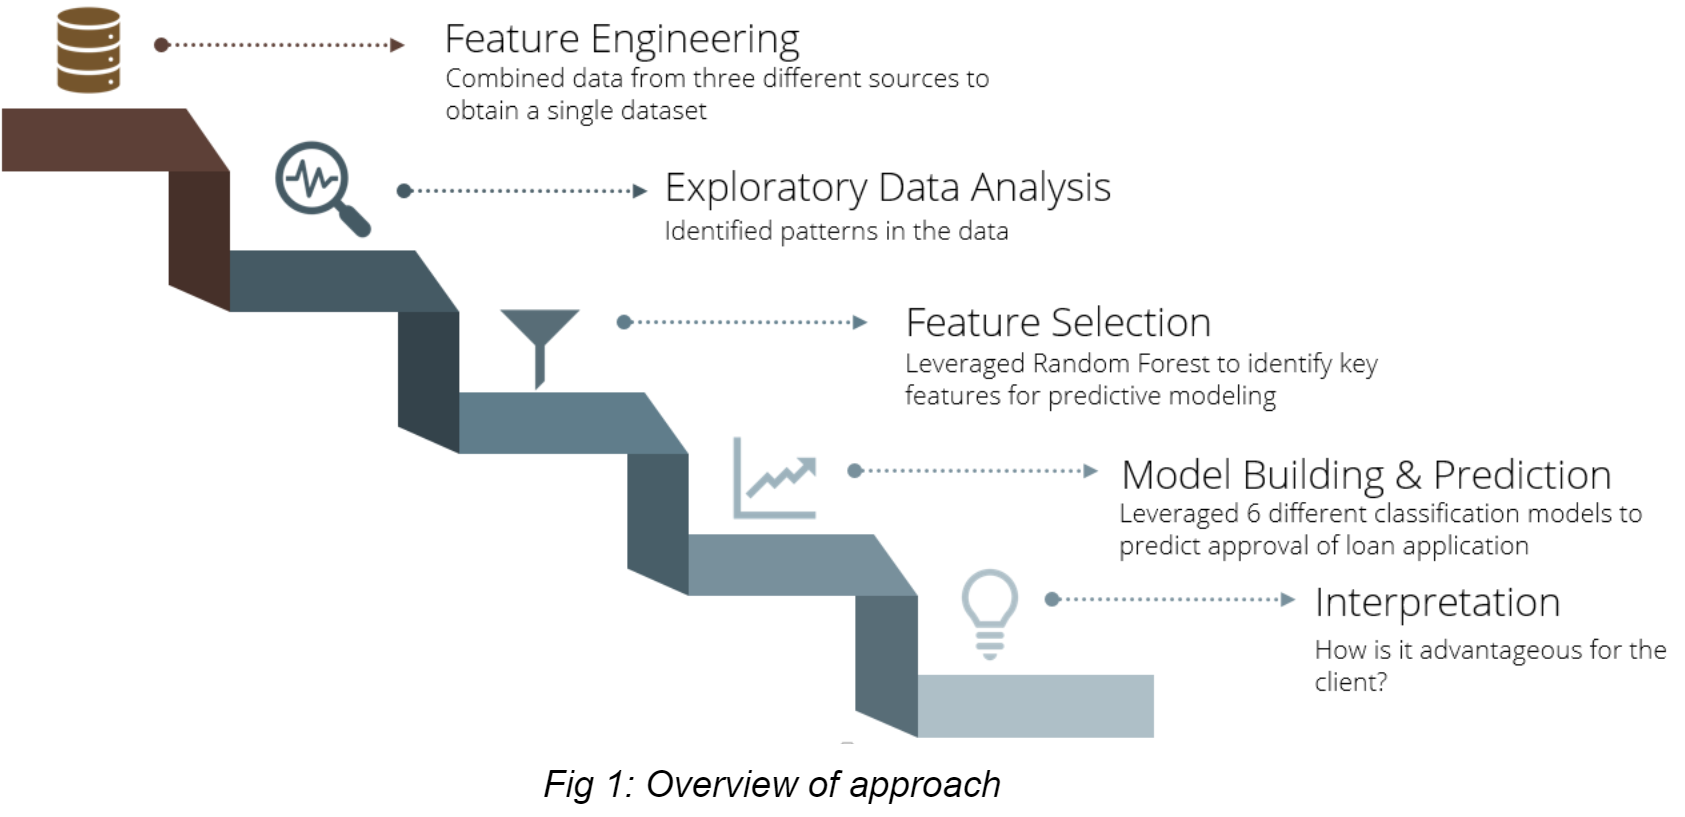 Feature Engineering
Combined data from three different sources to
obtain a single dataset
Exploratory Data Analysis
Identified patterns in the data
Feature Selection
Leveraged Random Forest to identify key
features for predictive modeling
Model Building & Prediction
Leveraged 6 different classification models to
predict approval of loan application
Interpretation
How is it advantageous for the
client?
Fig 1: Overview of approach